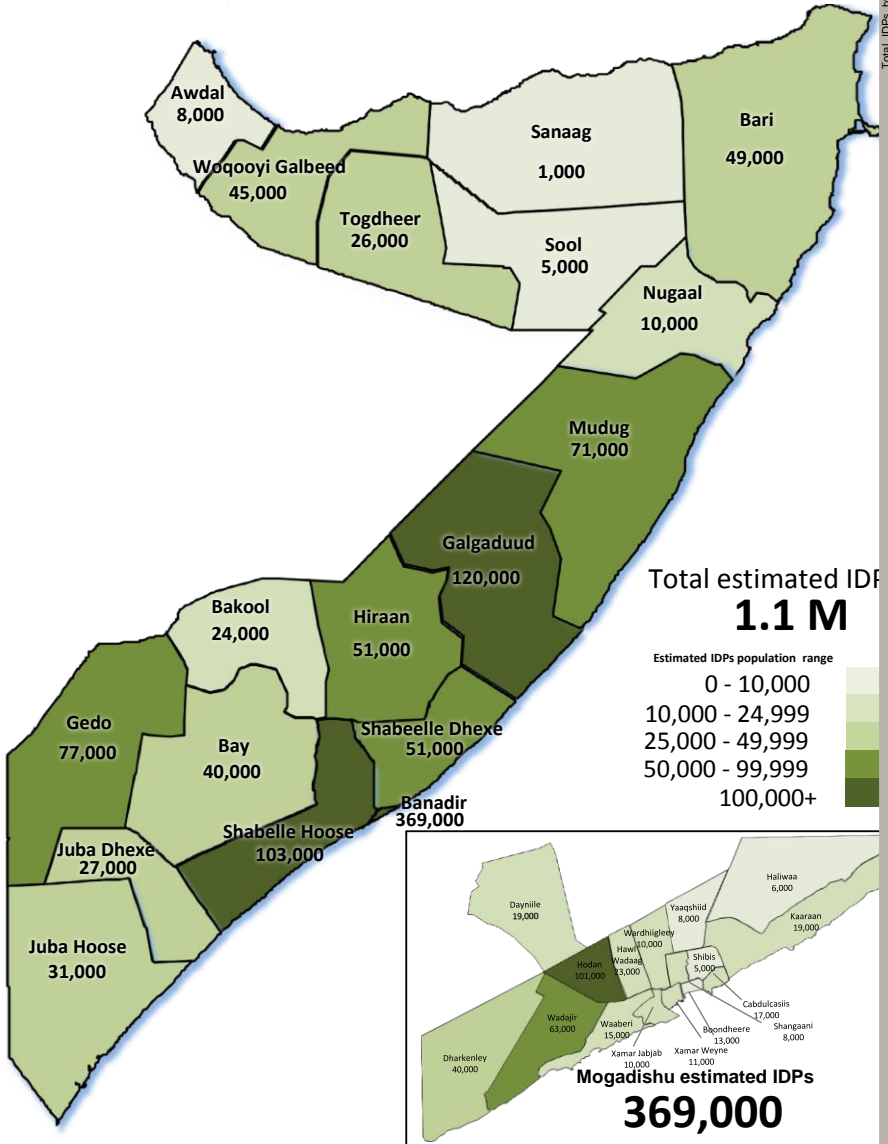 Total IDPs b
Awdal
8,000
Woqooyi Galbeed
45,000
Togdheer
26,000
Sanaag
1,000
Bari
49,000
Sool
5,000
Nugaal
10,000
Mudug
71,000
Galgaduud
120,000
Hiraan
51,000
Bakool
24,000
Gedo
77,000
Bay
40,000
Shabeelle Dhexe
51,000
Banadir
369,000
Shabelle Hoose
103,000
Juba Dhexe
27,000
Juba Hoose
31,000
Total estimated IDP
1.1 M
Estimated IDPs population range
0 - 10,000
10,000 - 24,999
25,000 - 49,999
50,000 - 99,999
100,000+
Dayniile
19,000
Haliwaa
6,000
Yaaqshiid
8,000
Kaaraan
19,000
Wardhiigleey
10,000
Hawl
Wadaag
23,000
Hodan
101,000
Shibis
5,000
Cabdulcasiis
17,000
Shangaani
8,000
Boondheere
13,000
Xamar Weyne
11,000
Xamar Jabjab
10,000
Waaberi
15,000
Wadajir
63,000
Dharkenley
40,000
Mogadishu estimated IDPs
369,000